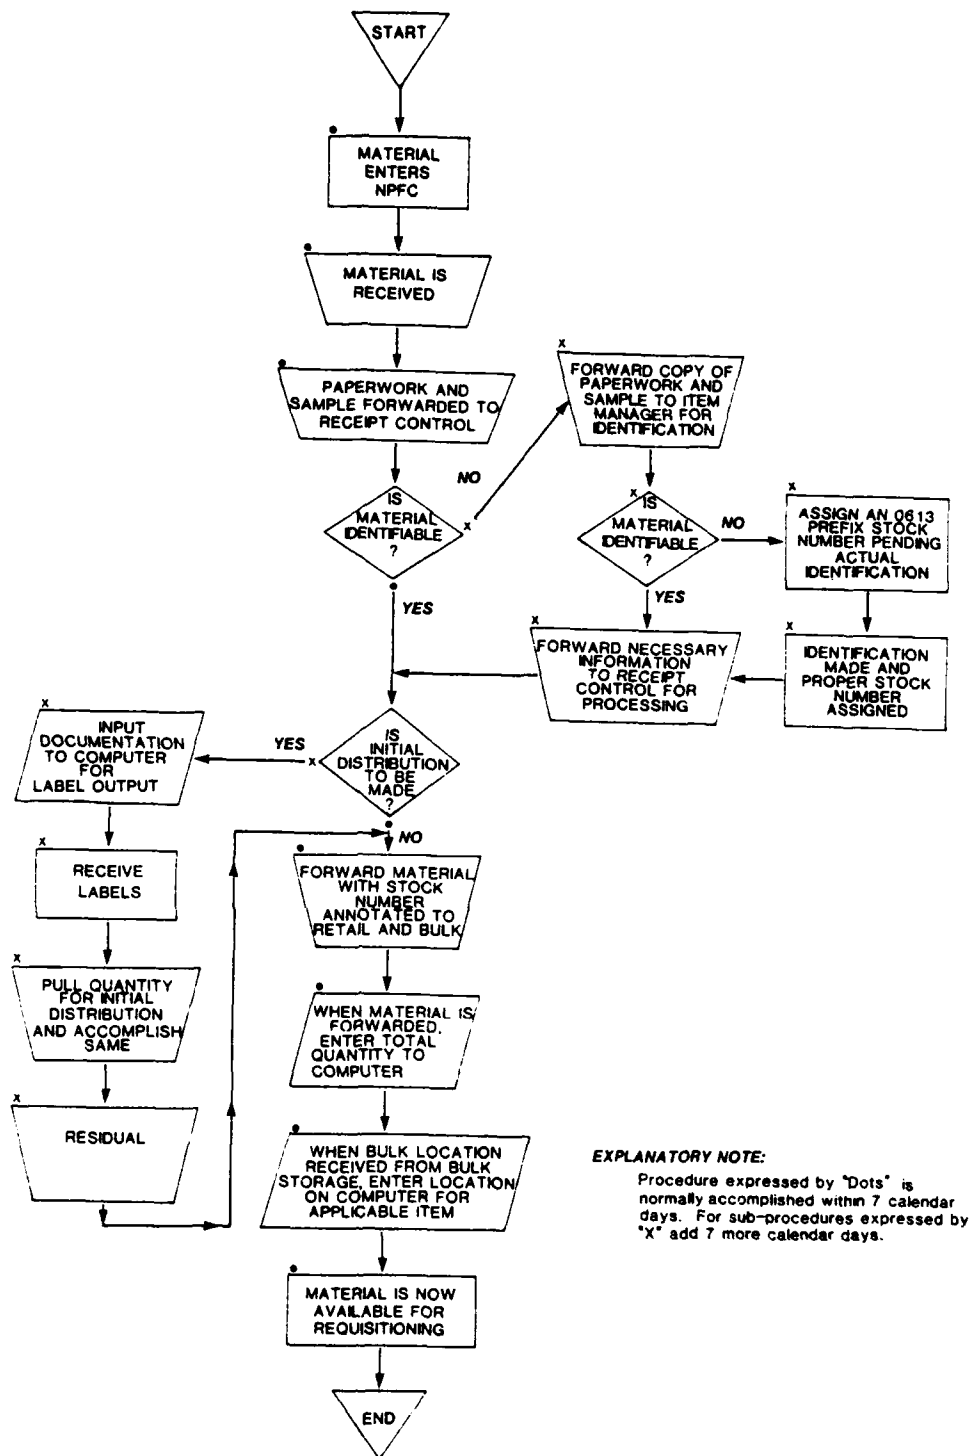 START
MATERIAL
ENTERS
NPFC
MATERIAL IS
RECEIVED
PAPERWORK AND
SAMPLE FORWARDED TO
RECEIPT CONTROL
X
FORWARD COPY OF
PAPERWORK AND
SAMPLE TO ITEM
MANAGER FOR
IDENTIFICATION
NO
IS
MATERIAL
IDENTIFIABLE
?
X
YES
X
IS
MATERIAL
IDENTIFIABLE
?
NO
YES
X
ASSIGN AN 0613
PREFIX STOCK
NUMBER PENDING
ACTUAL
IDENTIFICATION
X
IDENTIFICATION
MADE AND
PROPER STOCK
NUMBER
ASSIGNED
X
FORWARD NECESSARY
INFORMATION
TO RECEIPT
CONTROL FOR
PROCESSING
IS
INITIAL
DISTRIBUTION
TO BE
MADE
?
X
YES
NO
X
INPUT
DOCUMENTATION
TO COMPUTER
FOR
LABEL OUTPUT
X
RECEIVE
LABELS
X
PULL QUANTITY
FOR INITIAL
DISTRIBUTION
AND ACCOMPLISH
SAME
X
RESIDUAL
FORWARD MATERIAL
WITH STOCK
NUMBER
ANNOTATED TO
RETAIL AND BULK
WHEN MATERIAL IS
FORWARDED,
ENTER TOTAL
QUANTITY TO
COMPUTER
WHEN BULK LOCATION
RECEIVED FROM BULK
STORAGE, ENTER LOCATION
ON COMPUTER FOR
APPLICABLE ITEM
MATERIAL IS NOW
AVAILABLE FOR
REQUISITIONING
END
EXPLANATORY NOTE:
Procedure expressed by "Dots" is
normally accomplished within 7 calendar
days. For sub-procedures expressed by
"X" add 7 more calendar days.